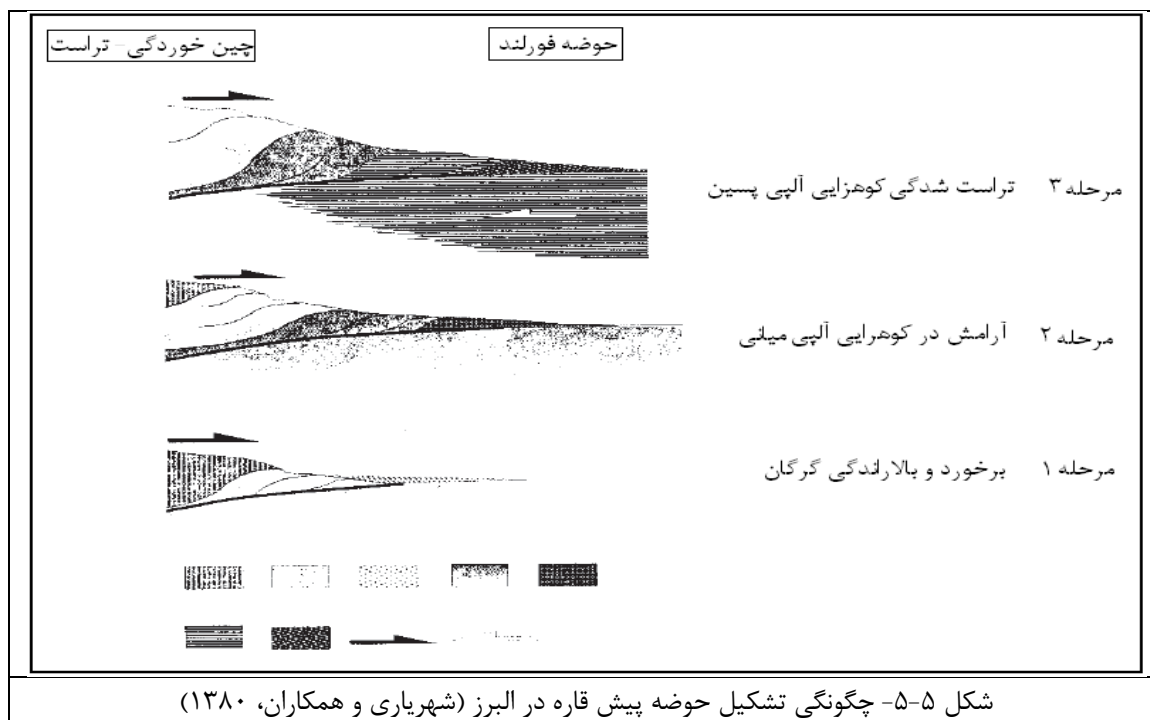 حوضه فورلند
چین خوردگی- تراست
مرحله ۳ تراست شدگی کوهزایی آلپی پسین
مرحله ۲ آرامش در کوهرایی آلپی میانی
مرحله ۱ برخورد و بالاراندگی گرگان
شکل ۵-۵- چگونگی تشکیل حوضه پیش قاره در البرز (شهریاری و همکاران، ۱۳۸۰)